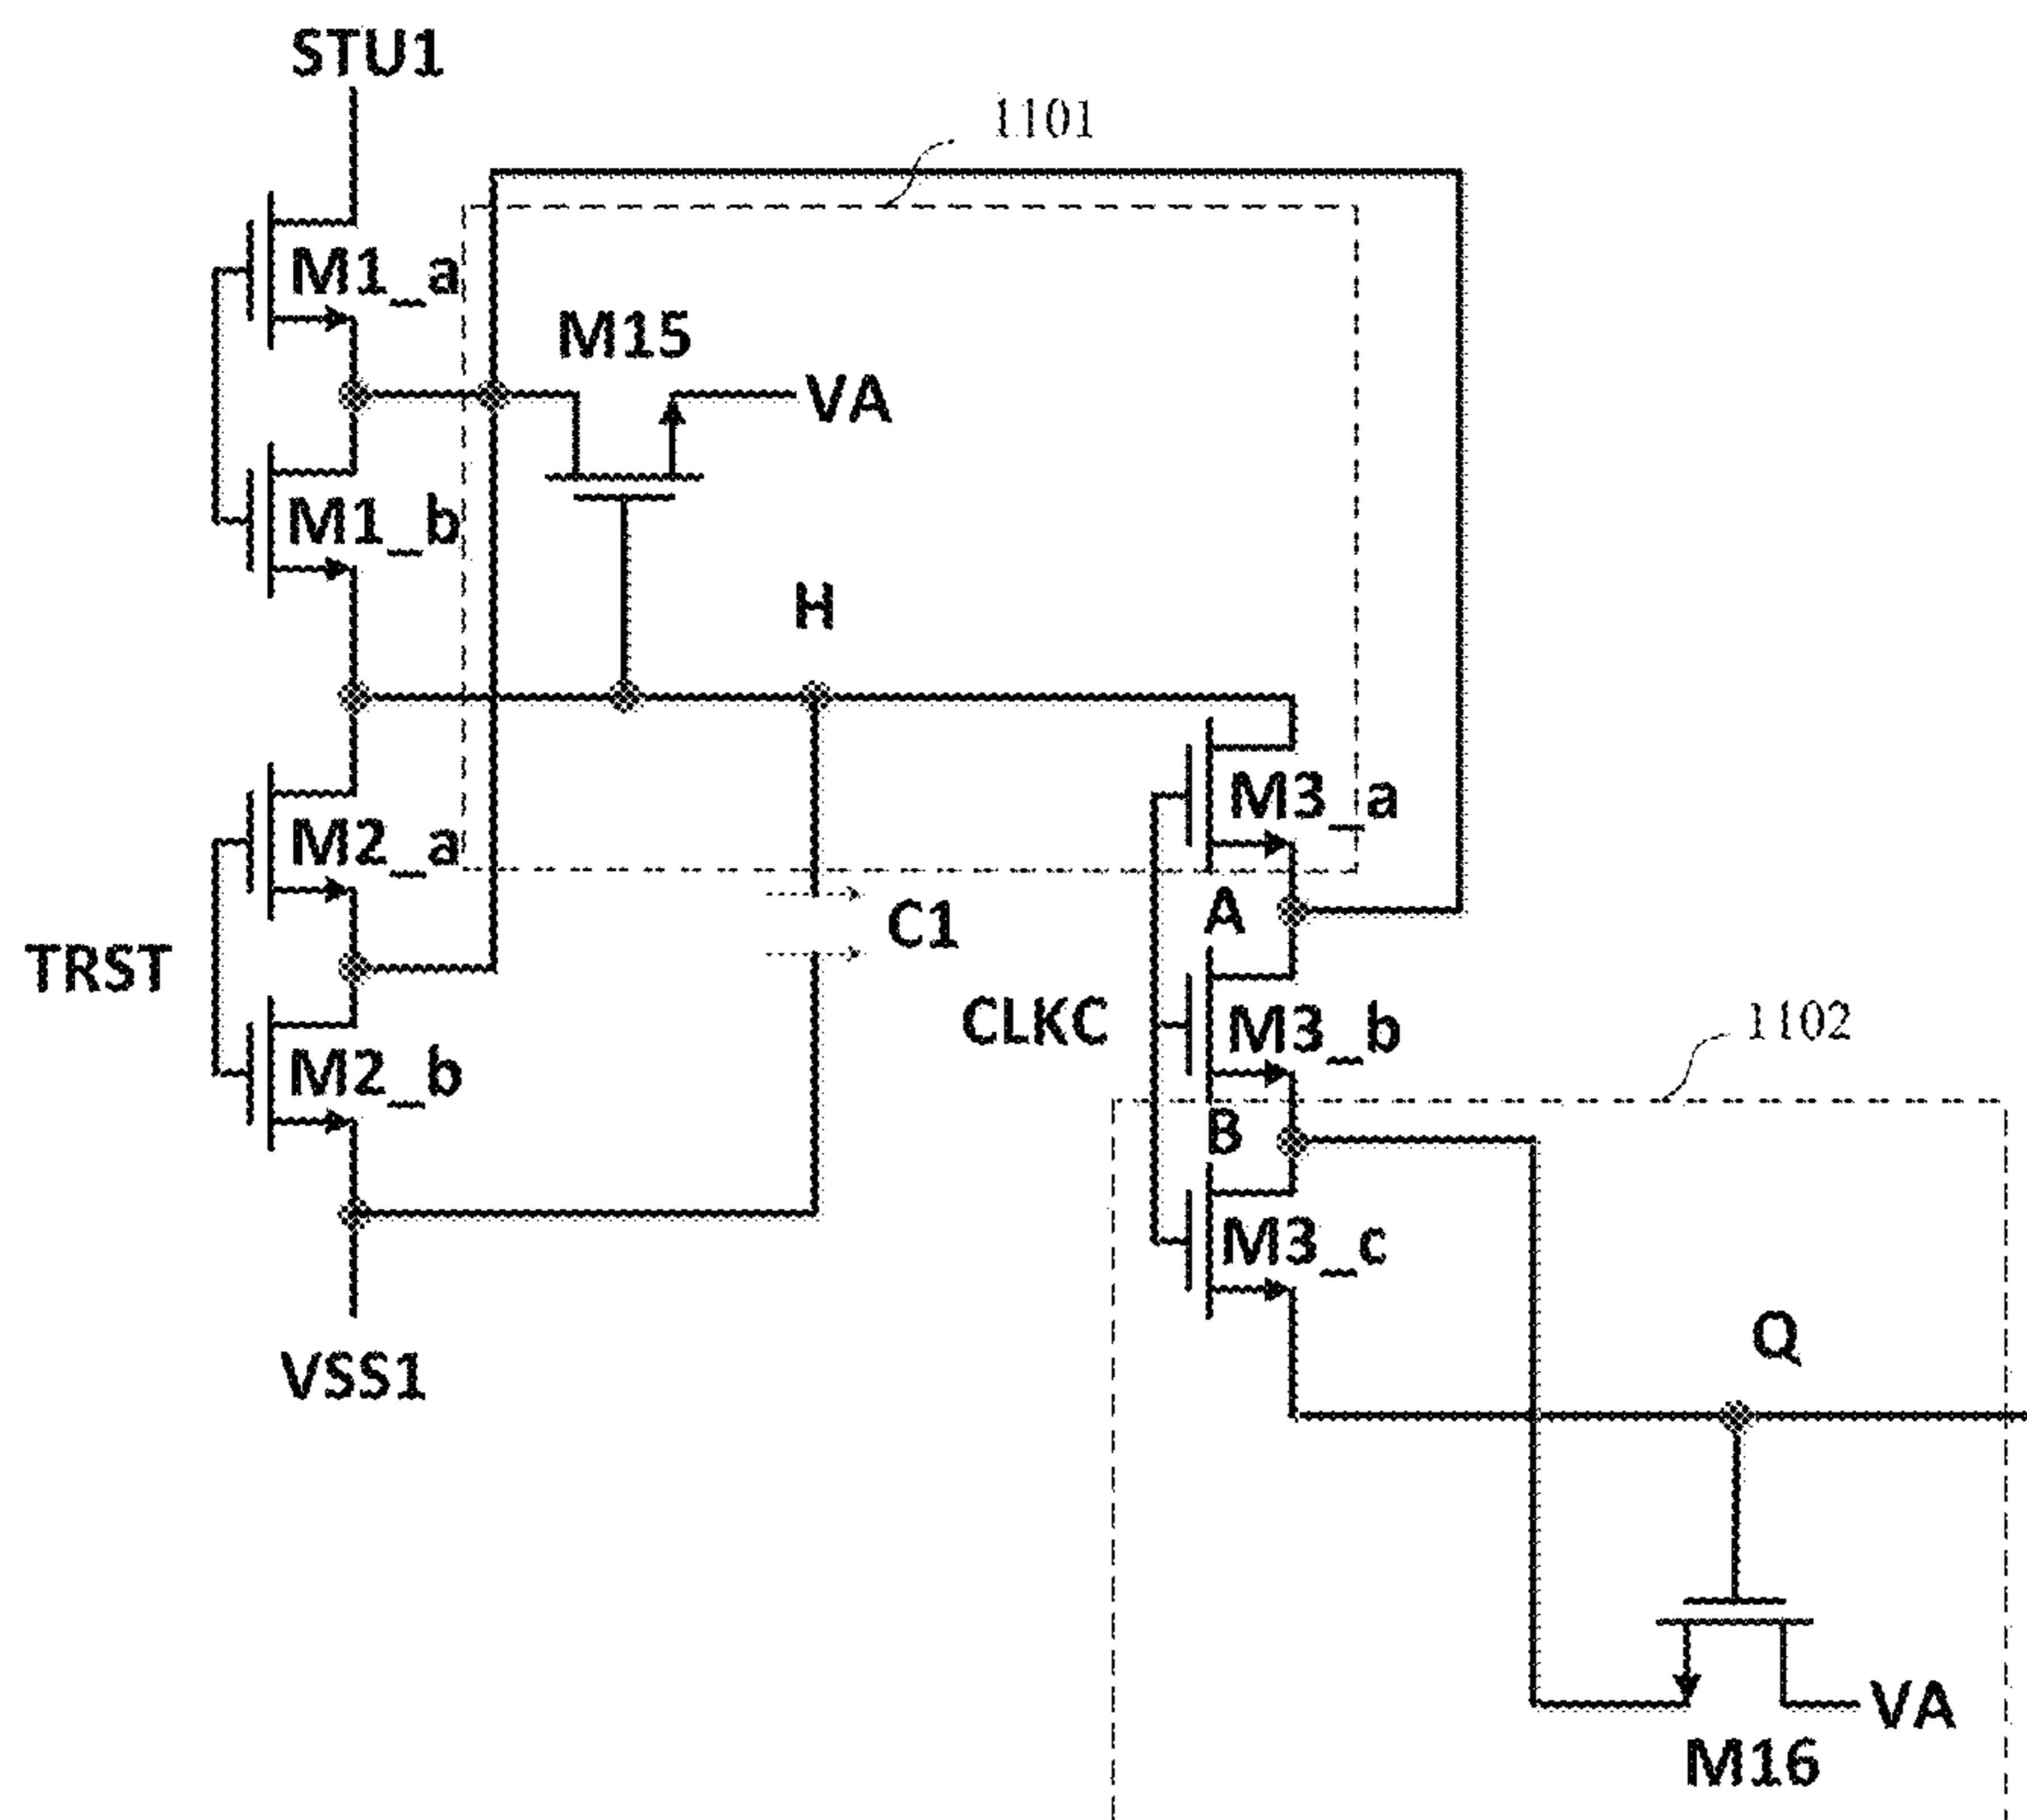 STU1
1101
M1_a
M15
VA
M1_b
H
M3_a
M2_a
A
C1
TRST
CLKC
M3_b
1102
M2_b
B
M3_c
Q
VSS1
VA
M16